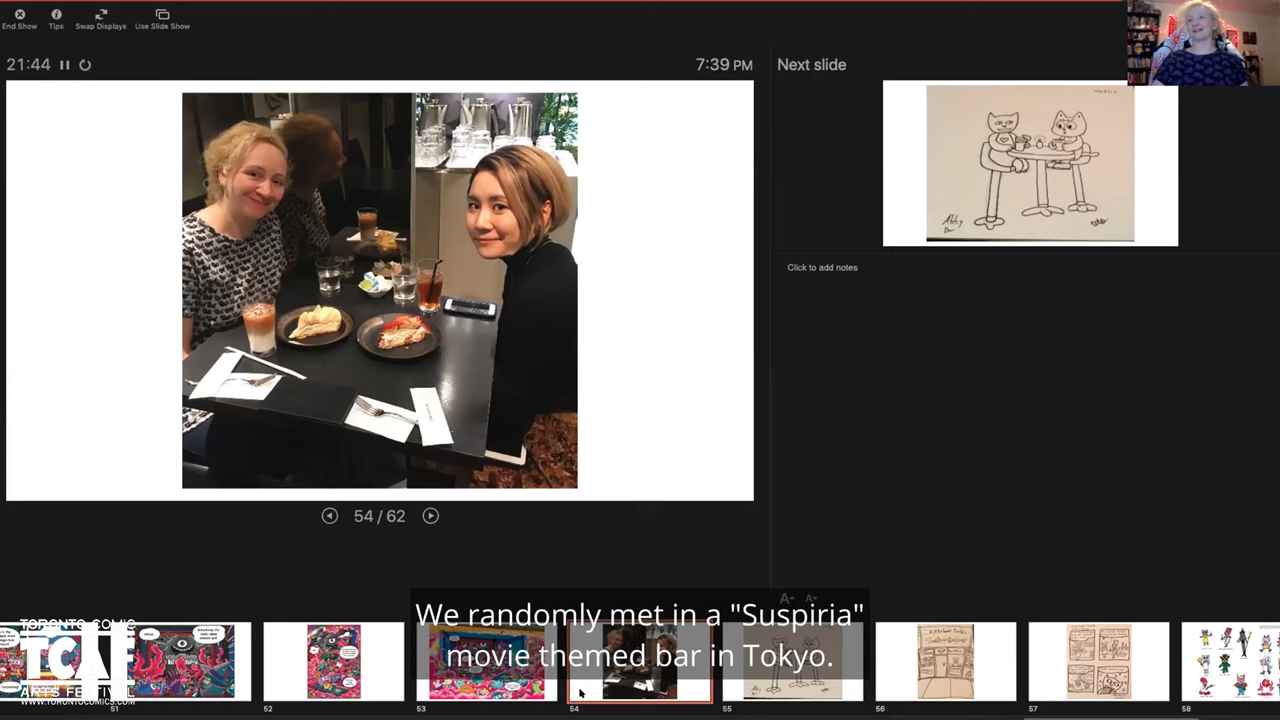 End Show
Tips
Swap Displays
Use Slide Show
21:44
7:39 PM
Next slide
Abby
Click to add notes
54 / 62
We randomly met in a "Suspiria"
movie themed bar in Tokyo.
TORONTO COMIC
TCAF
ARTS FESTIVAL
WWW.TORONTOCOMICS.COM
51
52
53
54
55
56
57
58